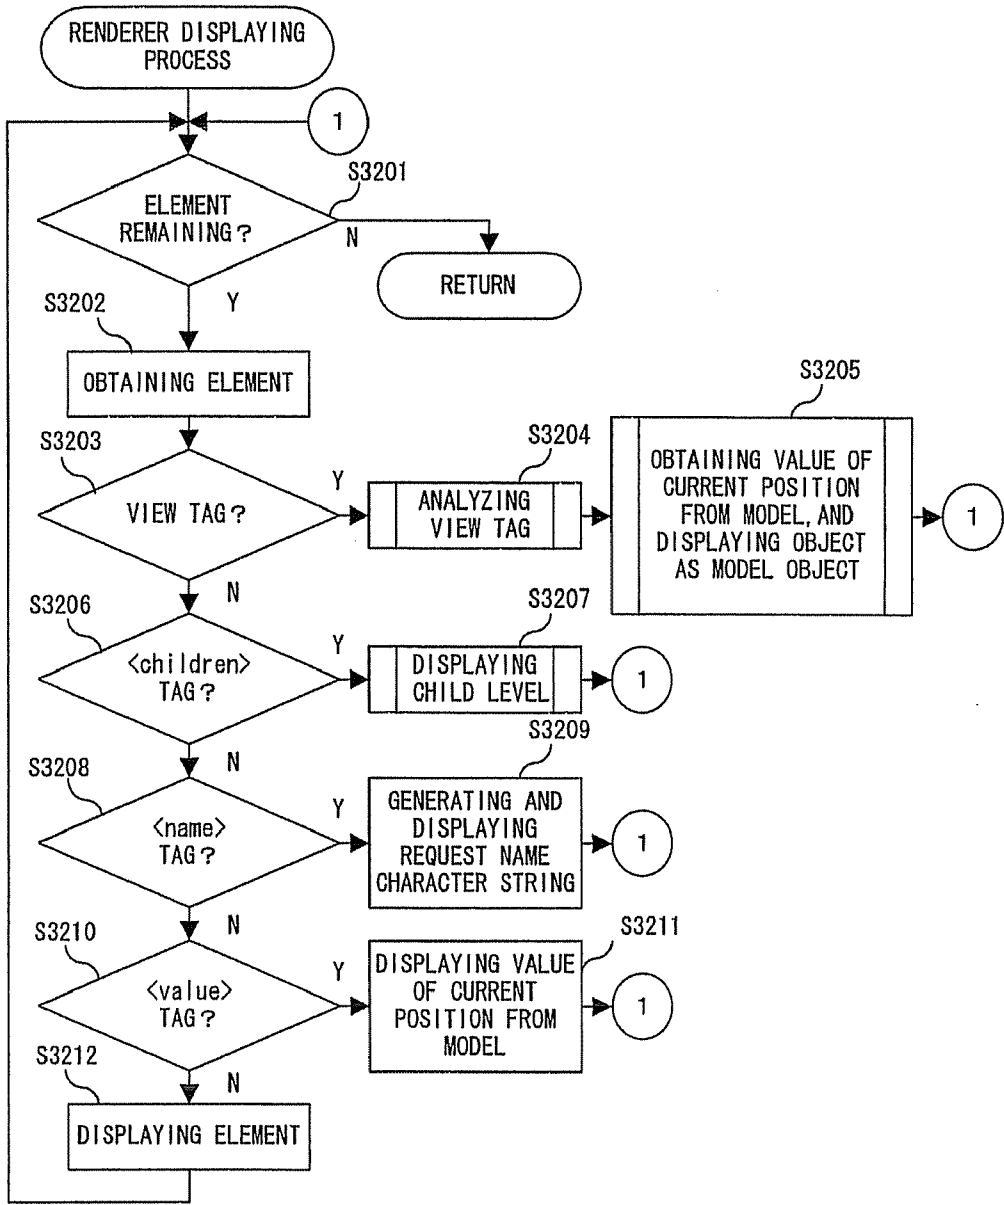 RENDERER DISPLAYING
PROCESS
1
S3201
ELEMENT
REMAINING?
N
RETURN
Y
S3202
OBTAINING ELEMENT
S3203
VIEW TAG?
Y
S3204
ANALYZING
VIEW TAG
S3205
OBTAINING VALUE OF
CURRENT POSITION
FROM MODEL, AND
DISPLAYING OBJECT
AS MODEL OBJECT
1
N
S3206
<children>
TAG?
Y
S3207
DISPLAYING
CHILD LEVEL
1
N
S3208
<name>
TAG?
Y
S3209
GENERATING AND
DISPLAYING
REQUEST NAME
CHARACTER STRING
1
N
S3210
<value>
TAG?
Y
S3211
DISPLAYING VALUE
OF CURRENT
POSITION FROM
MODEL
1
N
S3212
DISPLAYING ELEMENT